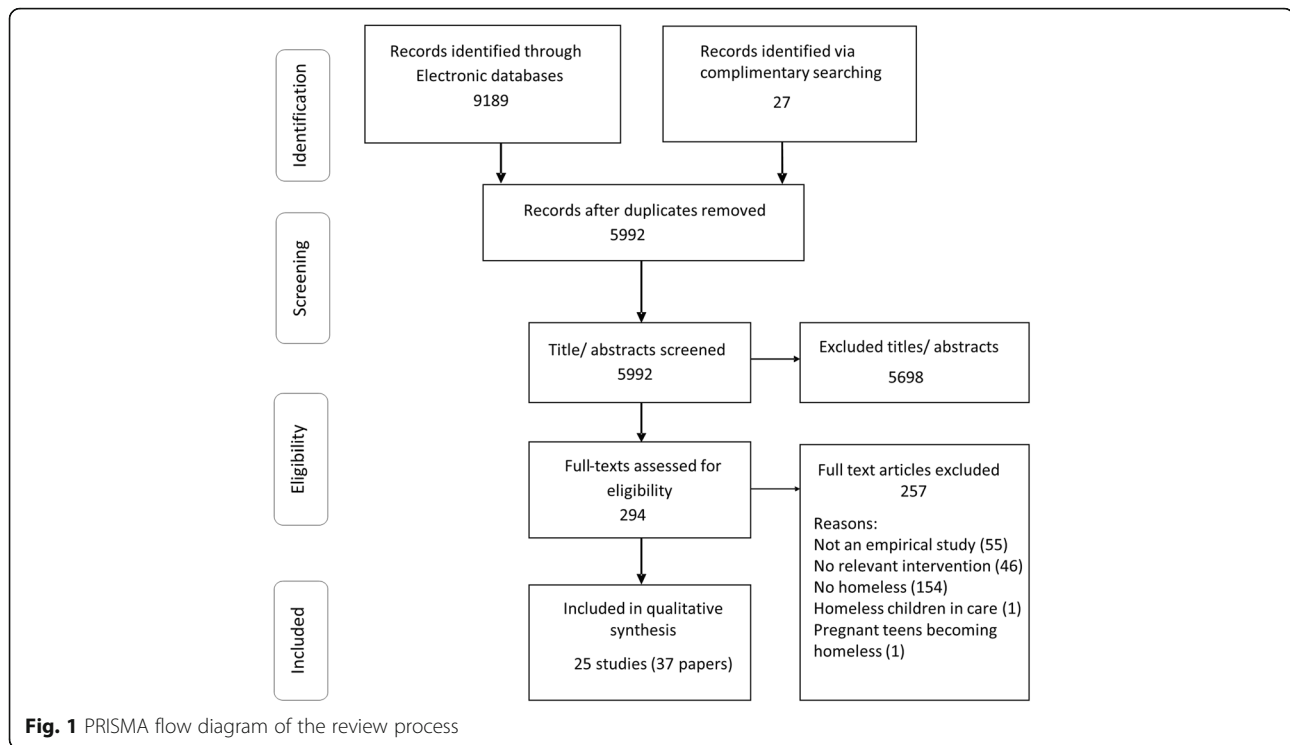 Identification
Records identified through
Electronic databases
9189
Records identified via
complimentary searching
27
Screening
Records after duplicates removed
5992
Title/ abstracts screened
5992
Excluded titles/ abstracts
5698
Eligibility
Full-texts assessed for
eligibility
294
Full text articles excluded
257
Reasons:
Not an empirical study (55)
No relevant intervention (46)
No homeless (154)
Homeless children in care (1)
Pregnant teens becoming
homeless (1)
Included
Included in qualitative
synthesis
25 studies (37 papers)
Fig. 1 PRISMA flow diagram of the review process